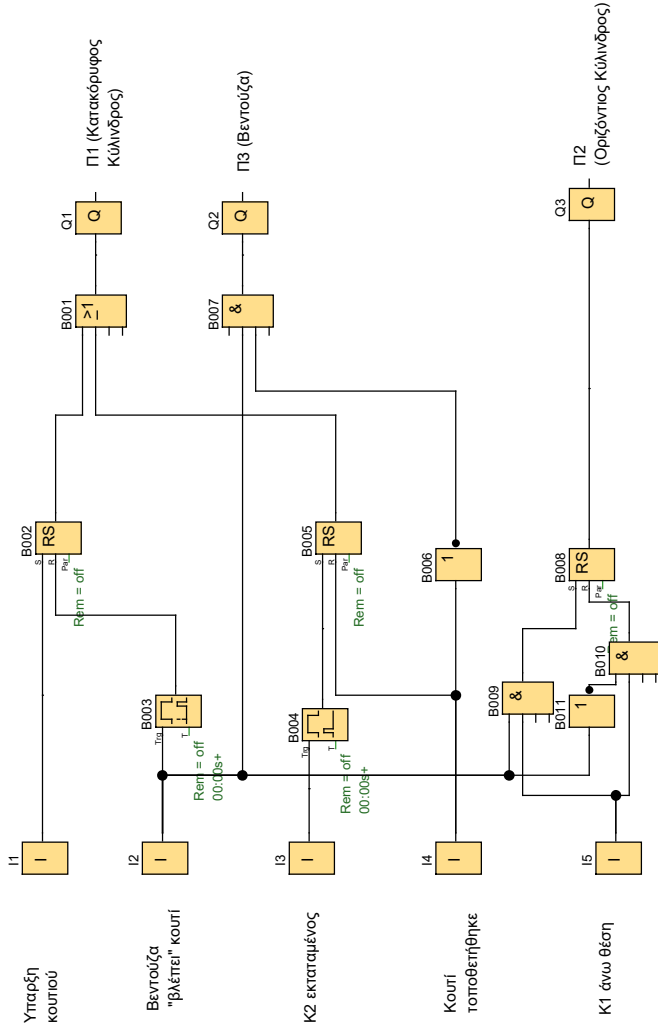 Υπαρξη
κουτιού
I1
I
S
R
Par
B002
RS
Rem = off
B001
≥1
Q1
Q
Π1 (Κατακόρυφος
Κύλινδρος)
Βεντούζα
"βλέπει" κουτί
I2
I
Trg
T
B003
Rem = off
00:00s+
B007
&
Q2
Q
Π3 (Βεντούζα)
Κ2 εκταταμένος
I3
I
Trg
T
B004
Rem = off
00:00s+
S
R
Par
B005
RS
Rem = off
Κουτί
τοποθετήθηκε
I4
I
B006
1
Κ1 άνω θέση
I5
I
B009
&
B011
1
B010
&
S
R
Par
B008
RS
Rem = off
Q3
Q
Π2
(Οριζόντιος Κύλινδρος)